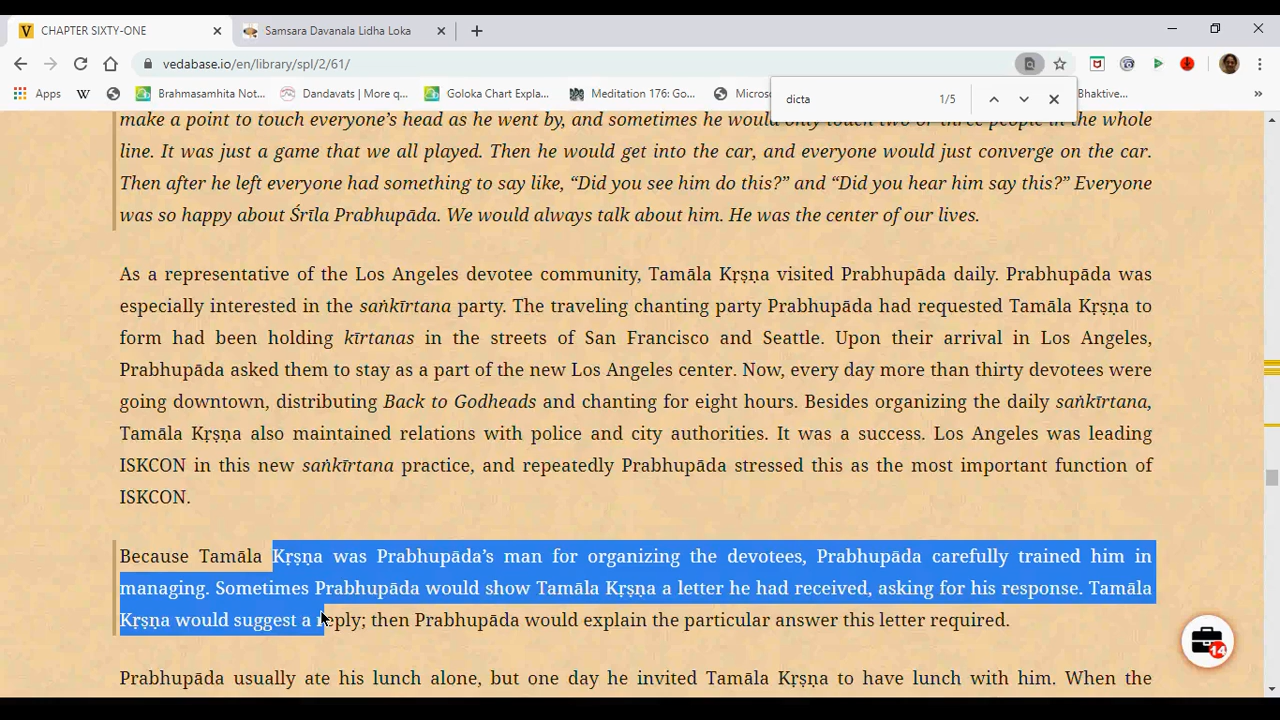 CHAPTER SIXTY-ONE
Samsara Davanala Lidha Loka
vedabase.io/en/library/spl/2/61/
Apps
W
Brahmasamhita Not...
Dandavats | More q...
Goloka Chart Expla...
Meditation 176: Go...
Microso
Bhaktive...
dicta 1/5
make a point to touch everyone’s head as he went by, and sometimes he would only touch two or three people in the whole
line. It was just a game that we all played. Then he would get into the car, and everyone would just converge on the car.
Then after he left everyone had something to say like, “Did you see him do this?” and “Did you hear him say this?” Everyone
was so happy about Śrīla Prabhupāda. We would always talk about him. He was the center of our lives.
As a representative of the Los Angeles devotee community, Tamāla Kṛṣṇa visited Prabhupāda daily. Prabhupāda was
especially interested in the saṅkīrtana party. The traveling chanting party Prabhupāda had requested Tamāla Kṛṣṇa to
form had been holding kīrtanas in the streets of San Francisco and Seattle. Upon their arrival in Los Angeles,
Prabhupāda asked them to stay as a part of the new Los Angeles center. Now, every day more than thirty devotees were
going downtown, distributing Back to Godheads and chanting for eight hours. Besides organizing the daily saṅkīrtana,
Tamāla Kṛṣṇa also maintained relations with police and city authorities. It was a success. Los Angeles was leading
ISKCON in this new saṅkīrtana practice, and repeatedly Prabhupāda stressed this as the most important function of
ISKCON.
Because Tamāla Kṛṣṇa was Prabhupāda’s man for organizing the devotees, Prabhupāda carefully trained him in
managing. Sometimes Prabhupāda would show Tamāla Kṛṣṇa a letter he had received, asking for his response. Tamāla
Kṛṣṇa would suggest a reply; then Prabhupāda would explain the particular answer this letter required.
14
Prabhupāda usually ate his lunch alone, but one day he invited Tamāla Kṛṣṇa to have lunch with him. When the